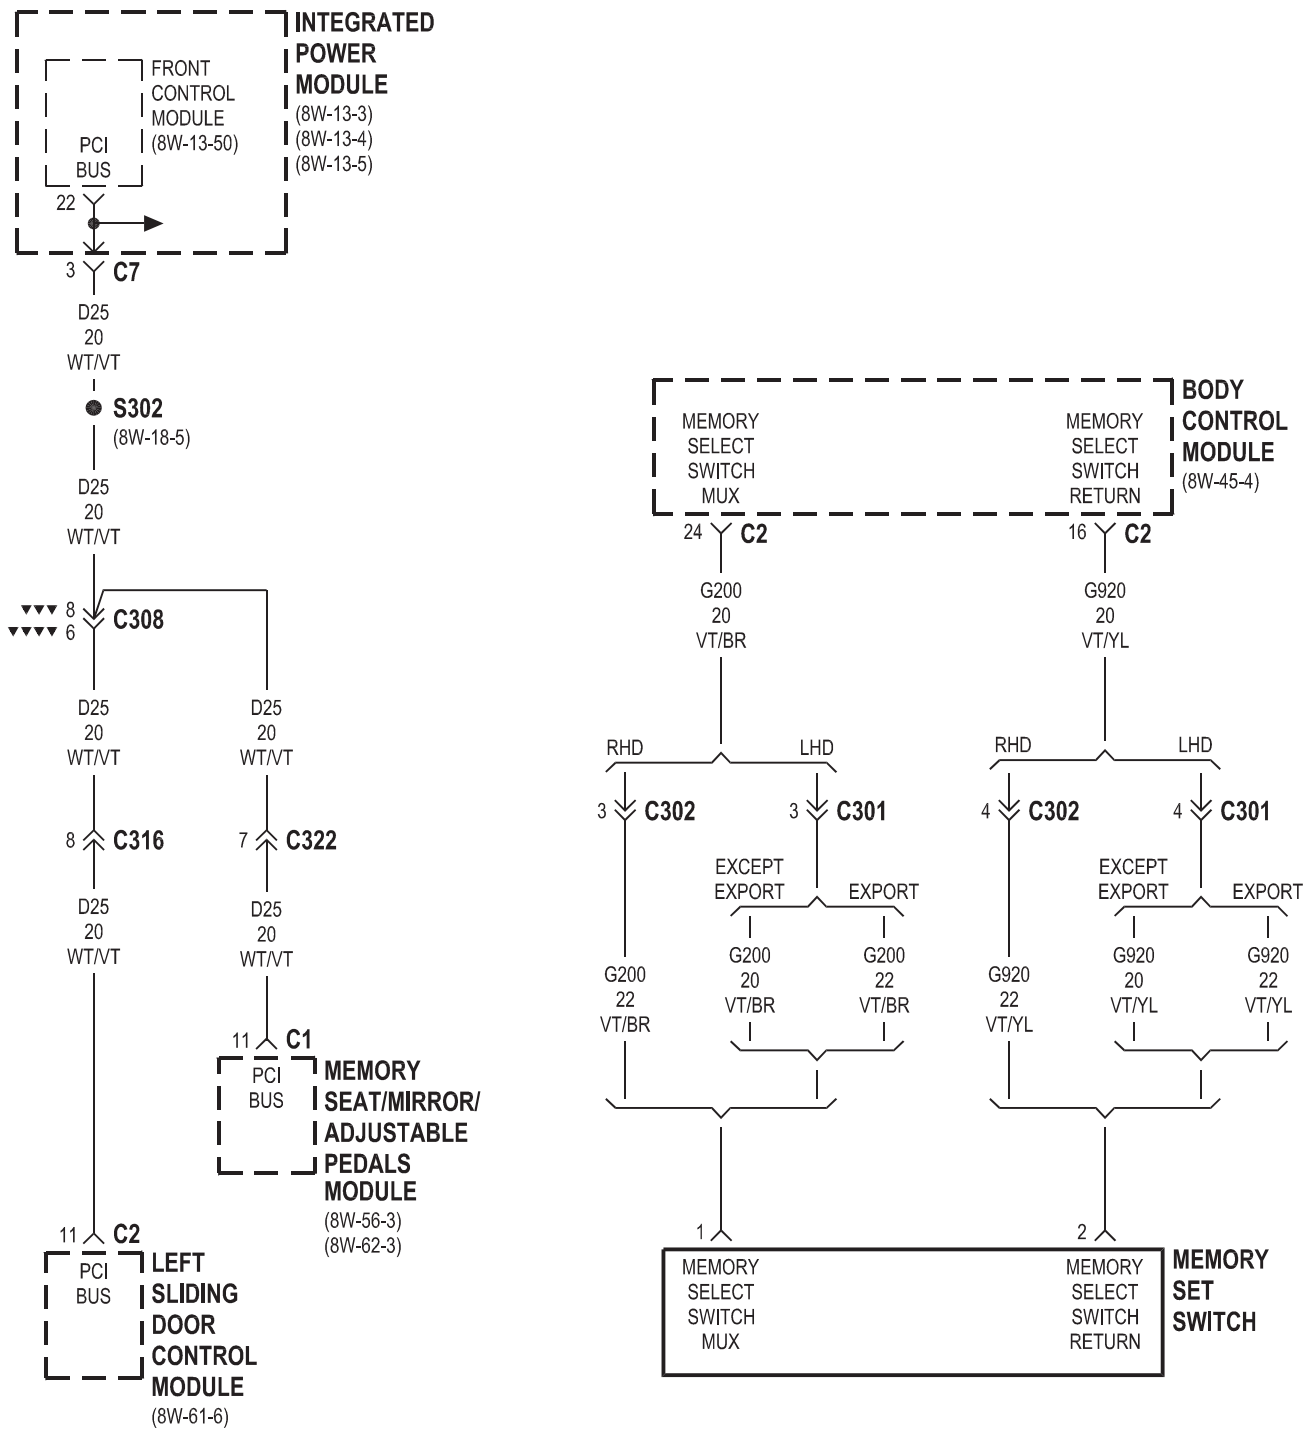 INTEGRATED
POWER
MODULE
(8W-13-3)
(8W-13-4)
(8W-13-5)
FRONT
CONTROL
MODULE
(8W-13-50)
PCI
BUS
22
3
C7
D25
20
WT/VT
S302
(8W-18-5)
D25
20
WT/VT
8
6
C308
D25
20
WT/VT
D25
20
WT/VT
8
C316
7
C322
D25
20
WT/VT
D25
20
WT/VT
11
C1
PCI
BUS
MEMORY
SEAT/MIRROR/
ADJUSTABLE
PEDALS
MODULE
(8W-56-3)
(8W-62-3)
11
C2
PCI
BUS
LEFT
SLIDING
DOOR
CONTROL
MODULE
(8W-61-6)
BODY
CONTROL
MODULE
(8W-45-4)
MEMORY
SELECT
SWITCH
MUX
MEMORY
SELECT
SWITCH
RETURN
24
C2
16
C2
G200
20
VT/BR
G920
20
VT/YL
RHD
LHD
RHD
LHD
3
C302
3
C301
4
C302
4
C301
EXCEPT
EXPORT
EXPORT
EXCEPT
EXPORT
EXPORT
G200
22
VT/BR
G200
20
VT/BR
G200
22
VT/BR
G920
22
VT/YL
G920
20
VT/YL
G920
22
VT/YL
1
2
MEMORY
SELECT
SWITCH
MUX
MEMORY
SELECT
SWITCH
RETURN
MEMORY
SET
SWITCH